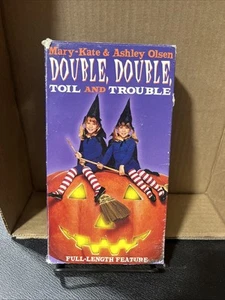 Mary-Kate & Ashley Olsen
DOUBLE, DOUBLE,
TOIL AND TROUBLE
FULL-LENGTH FEATURE